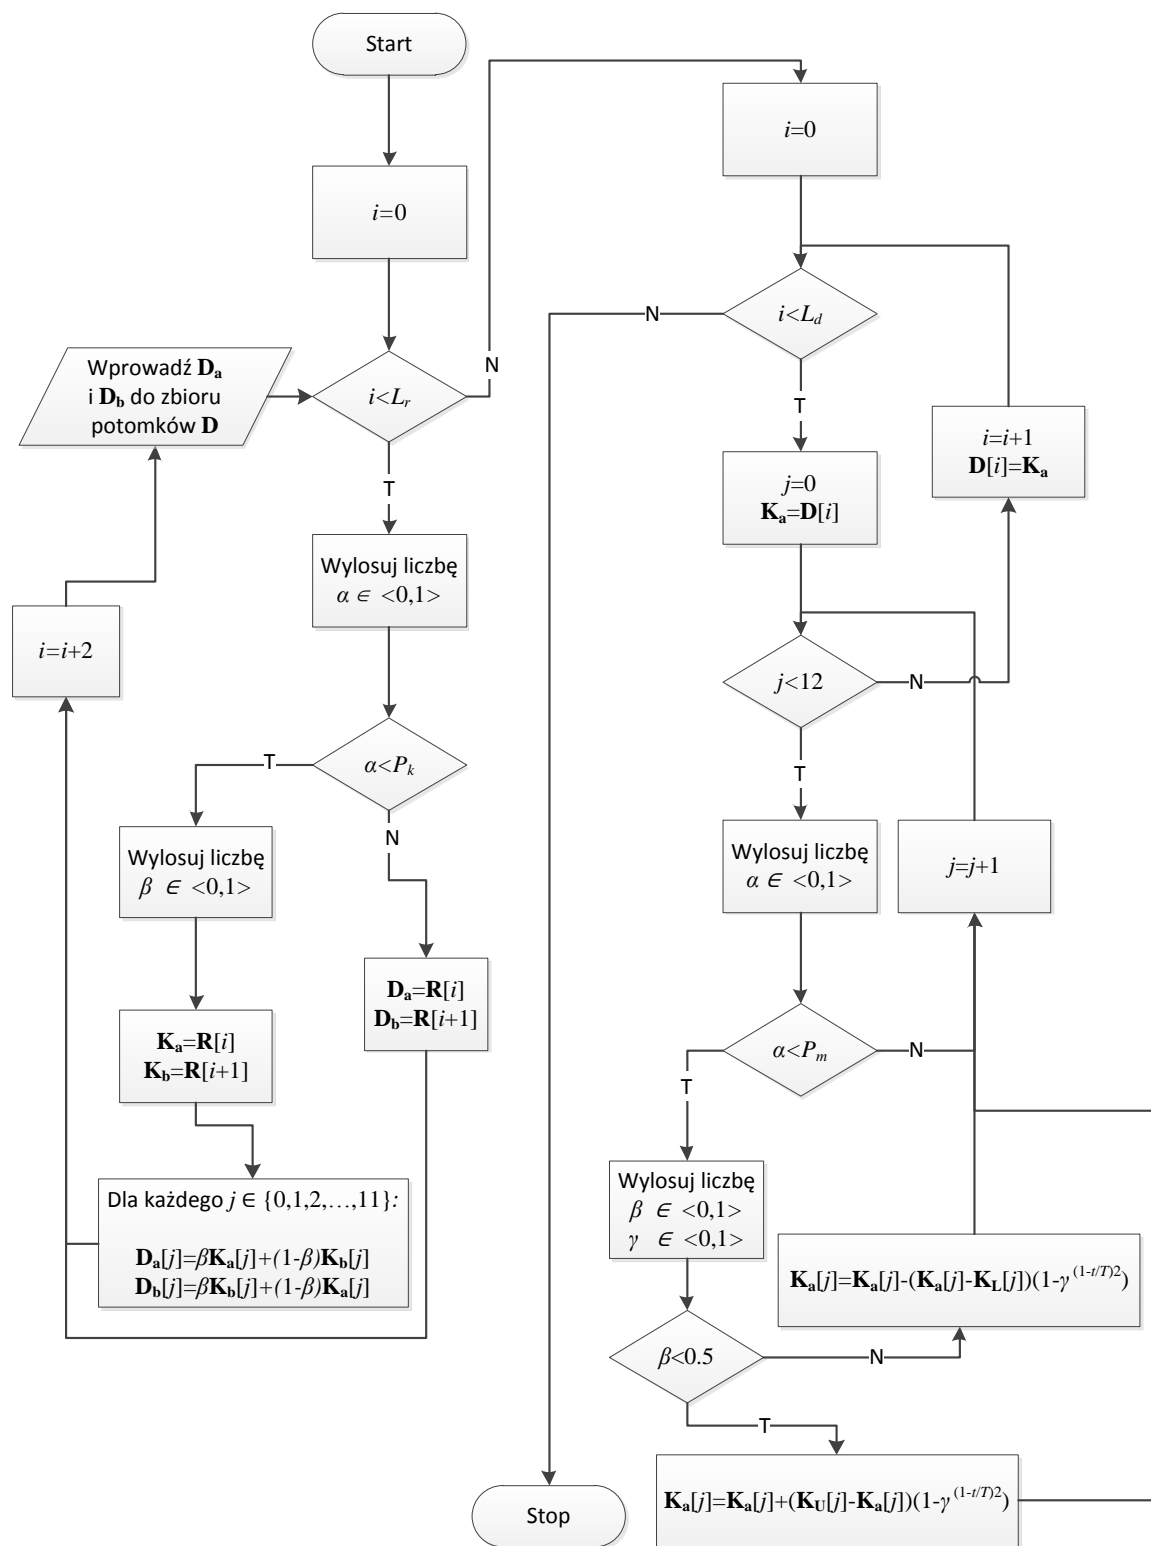 Start
i=0
i<Lr
N
T
Wprowadź Da
i Db do zbioru
potomków D
Wylosuj liczbę
α ∈ <0,1>
i=i+2
α<Pk
T
N
Wylosuj liczbę
β ∈ <0,1>
Da=R[i]
Db=R[i+1]
Ka=R[i]
Kb=R[i+1]
Dla każdego j ∈ {0,1,2,…,11}:
Da[j]=βKa[j]+(1-β)Kb[j]
Db[j]=βKb[j]+(1-β)Ka[j]
i=0
i<Ld
N
T
i=i+1
D[i]=Ka
j=0
Ka=D[i]
j<12
N
T
Wylosuj liczbę
α ∈ <0,1>
j=j+1
α<Pm
N
T
Wylosuj liczbę
β ∈ <0,1>
γ ∈ <0,1>
Ka[j]=Ka[j]-(Ka[j]-KL[j])(1-γ(1-t/T)2)
β<0.5
N
T
Ka[j]=Ka[j]+(KU[j]-Ka[j])(1-γ(1-t/T)2)
Stop